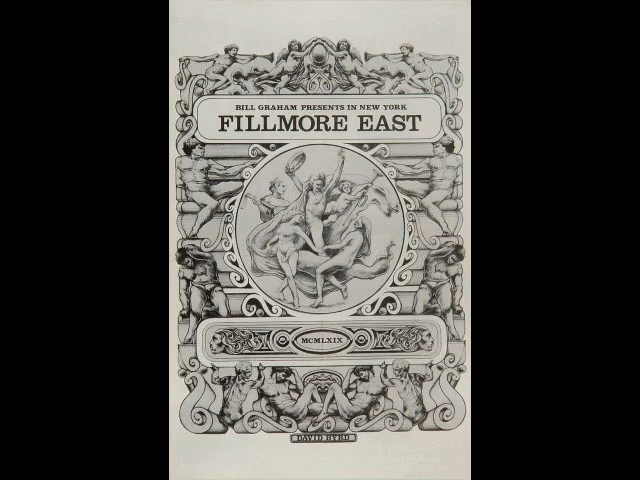 BILL GRAHAM PRESENTS IN NEW YORK
FILLMORE EAST
MCMLXIX
DAVID BYRD